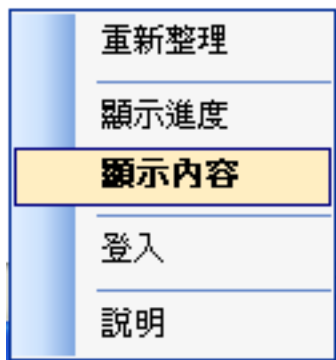 重新整理
顯示進度
顯示內容
登入
說明